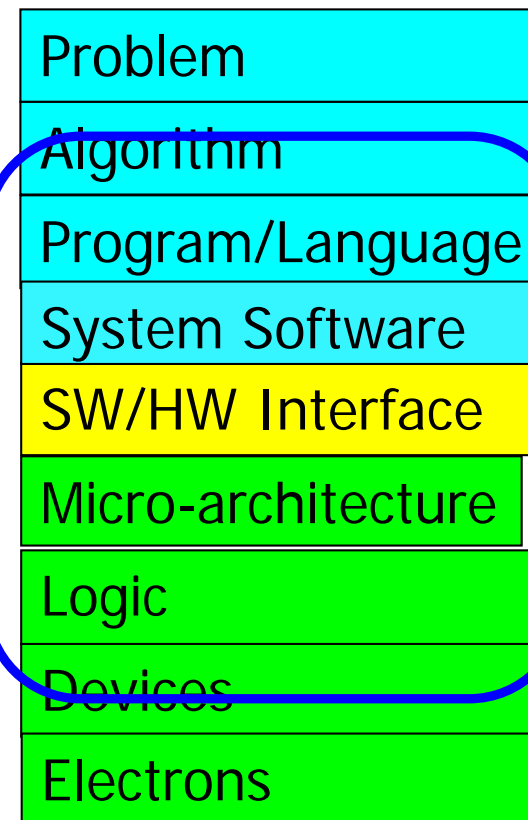 Problem
Algorithm
Program/Language
System Software
SW/HW Interface
Micro-architecture
Logic
Devices
Electrons